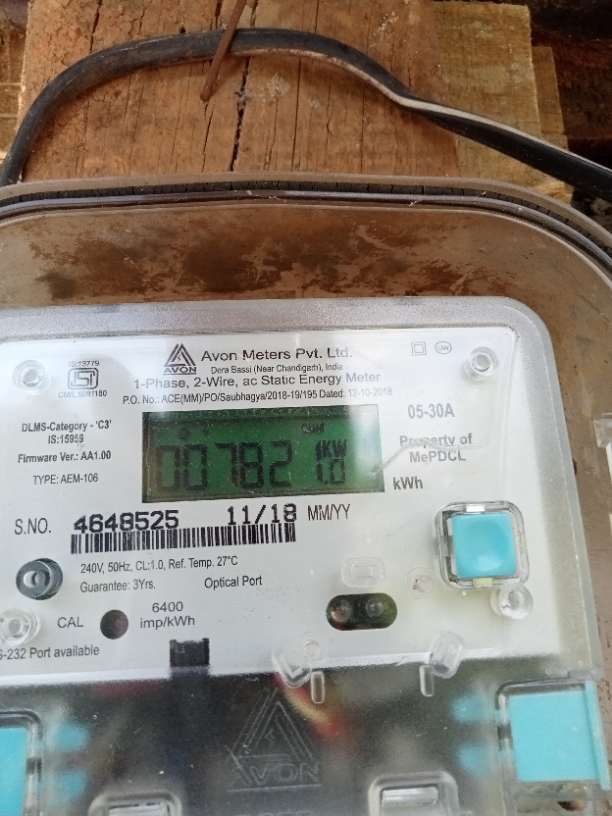 Avon Meters Pvt. Ltd.
AVON
Dera Bassi (Near Chandigarh), India
IS:13779
ISI
CM/L:9291180
1-Phase, 2-Wire, ac Static Energy Meter
P.O. No.: ACE(MM)/PO/Saubhagya/2018-19/195 Dated: 12-10-2018
DLMS-Category - 'C3'
IS:15959
Firmware Ver.: AA1.00
TYPE: AEM-106
CUM
007821 KW
1.0
05-30A
Property of
MePDCL
kWh
S.NO. 4648525 11/18 MM/YY
240V, 50Hz, CL:1.0, Ref. Temp. 27°C
Guarantee: 3Yrs. Optical Port
CAL
6400
imp/kWh
S-232 Port available
AVON